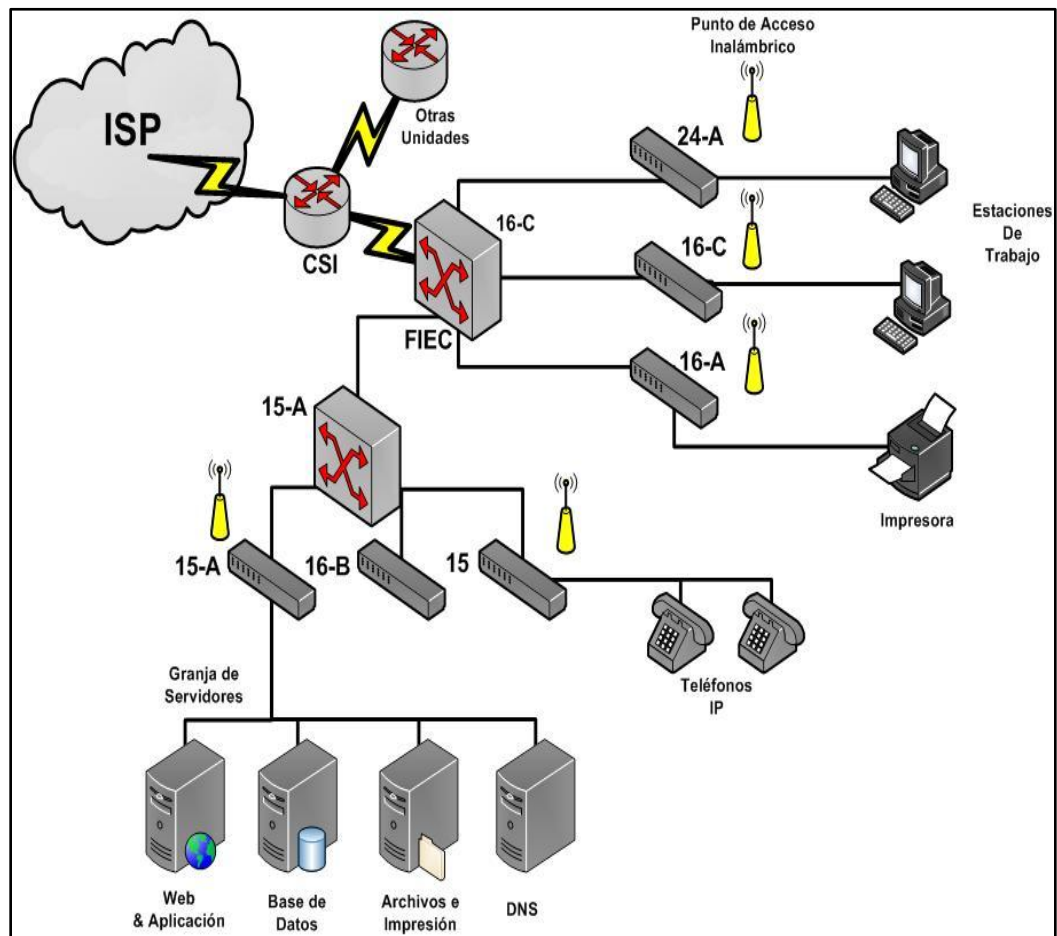 Punto de Acceso
Inalámbrico
ISP
Otras
Unidades
24-A
16-C
16-C
Estaciones
De
Trabajo
CSI
FIEC
16-A
15-A
Impresora
15-A
16-B
15
Granja de
Servidores
Teléfonos
IP
Web
& Aplicación
Base de
Datos
Archivos e
Impresión
DNS